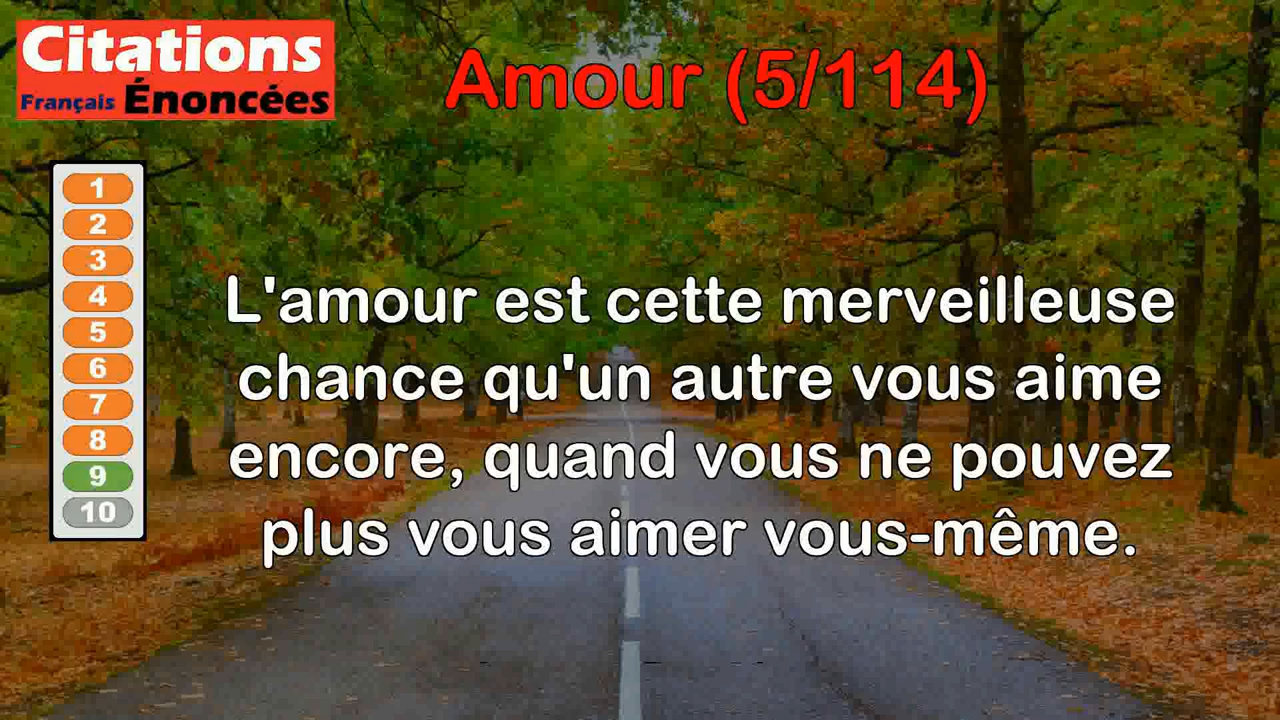 Citations
Français Énoncées
Amour (5/114)
1
2
3
4
5
6
7
8
9
10
L'amour est cette merveilleuse
chance qu'un autre vous aime
encore, quand vous ne pouvez
plus vous aimer vous-même.